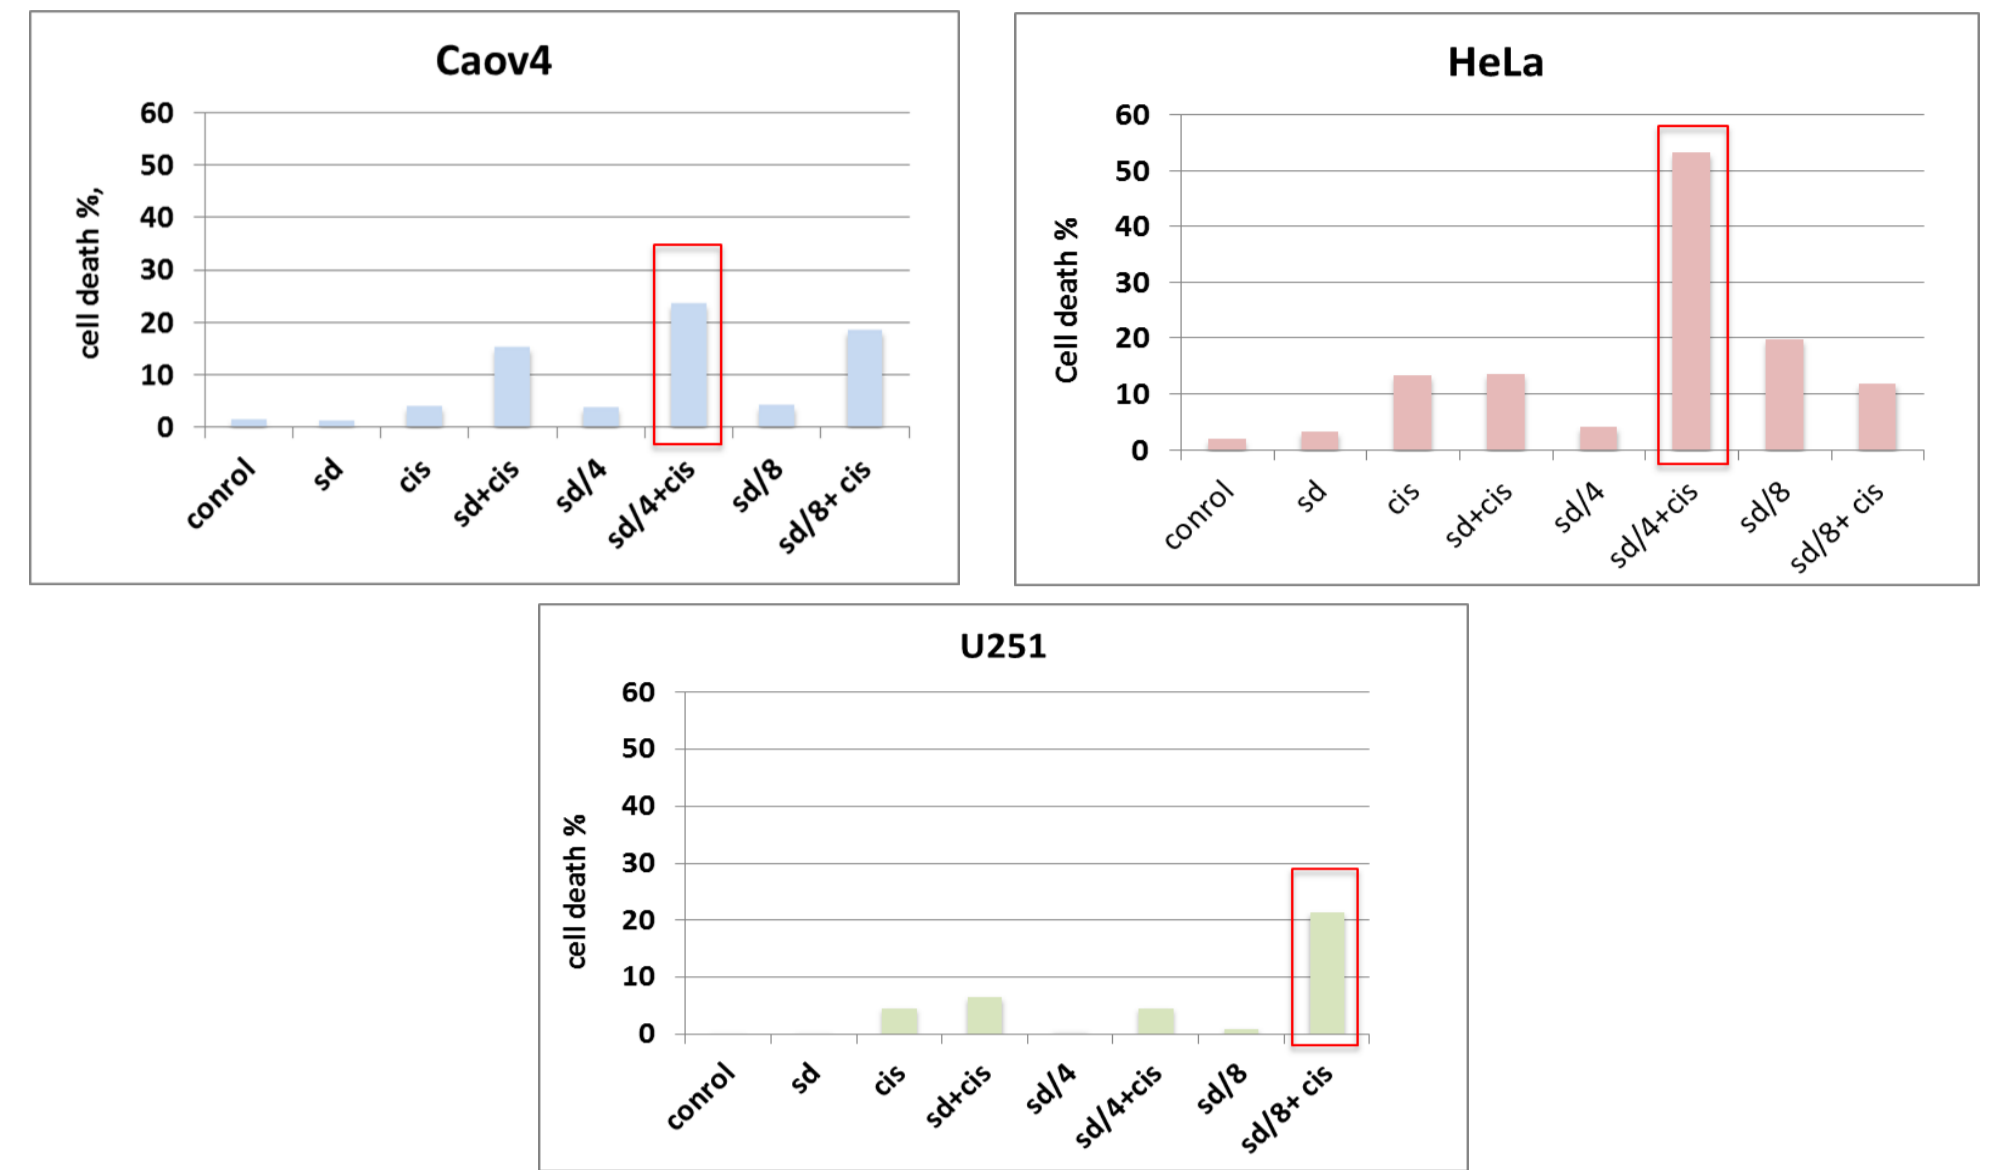 Caov4
60
50
40
30
20
10
0
cell death %,
conrol
sd
cis
sd+cis
sd/4
sd/4+cis
sd/8
sd/8+ cis
HeLa
60
50
40
30
20
10
0
Cell death %
conrol
sd
cis
sd+cis
sd/4
sd/4+cis
sd/8
sd/8+ cis
U251
60
50
40
30
20
10
0
cell death %
conrol
sd
cis
sd+cis
sd/4
sd/4+cis
sd/8
sd/8+ cis